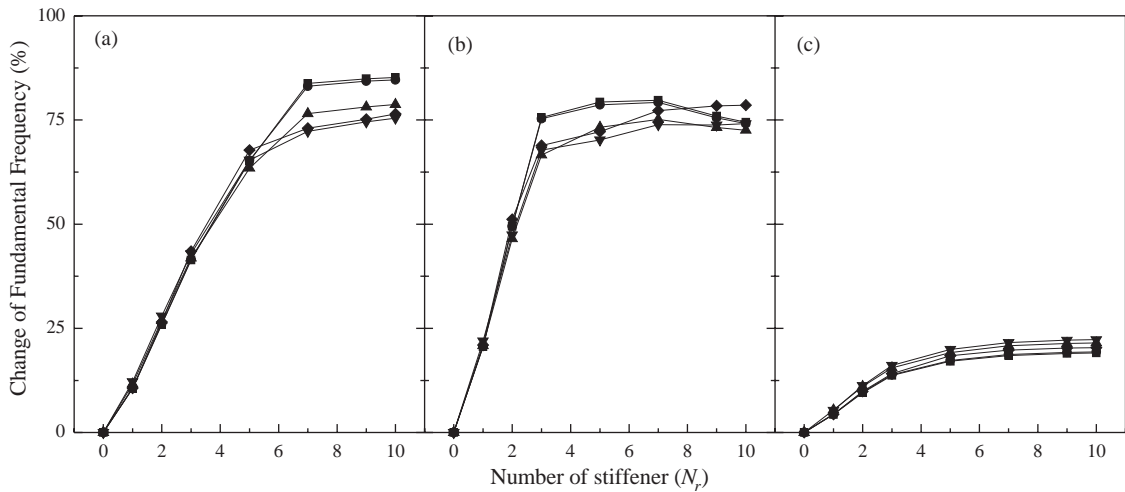 (a)
(b)
(c)
Change of Fundamental Frequency (%)
100
75
50
25
0
0 2 4 6 8 10
0 2 4 6 8 10
0 2 4 6 8 10
Number of stiffener (Nr)